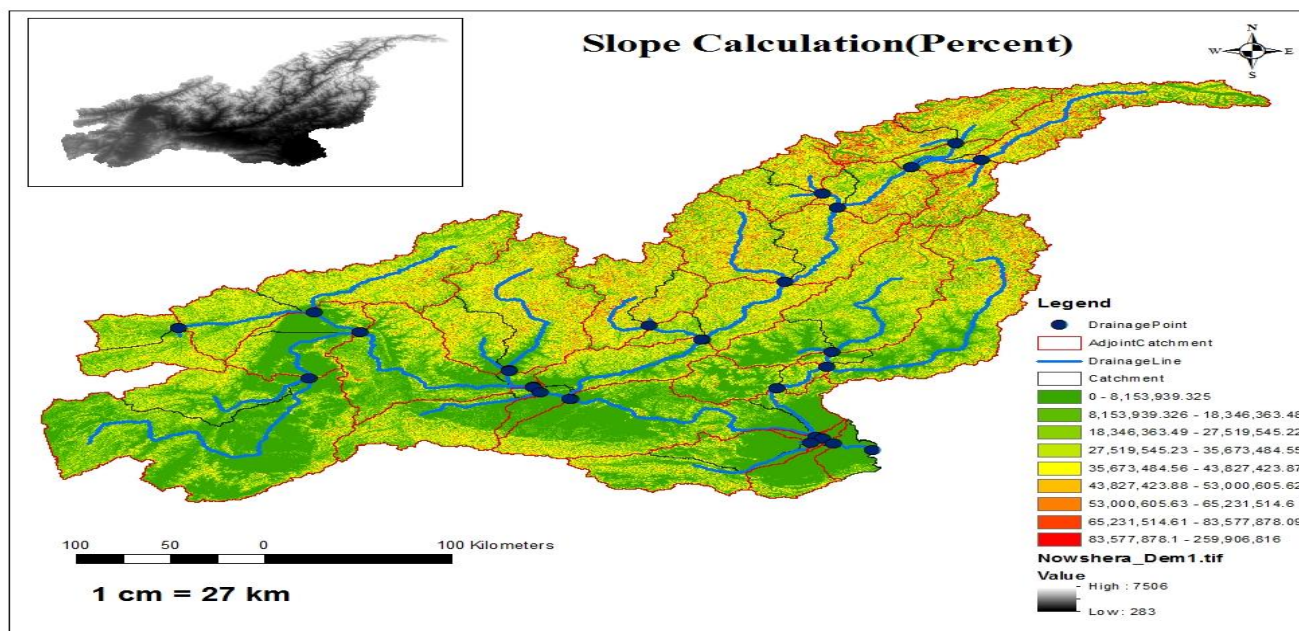 Slope Calculation(Percent)
N
W E
S
Legend
DrainagePoint
AdjointCatchment
DrainageLine
Catchment
0 - 8,153,939.325
8,153,939.326 - 18,346,363.48
18,346,363.49 - 27,519,545.22
27,519,545.23 - 35,673,484.55
35,673,484.56 - 43,827,423.87
43,827,423.88 - 53,000,605.62
53,000,605.63 - 65,231,514.6
65,231,514.61 - 83,577,878.09
83,577,878.1 - 259,906,816
Nowshera_Dem1.tif
Value
High : 7506
Low: 283
100 50 0 100 Kilometers
1 cm = 27 km